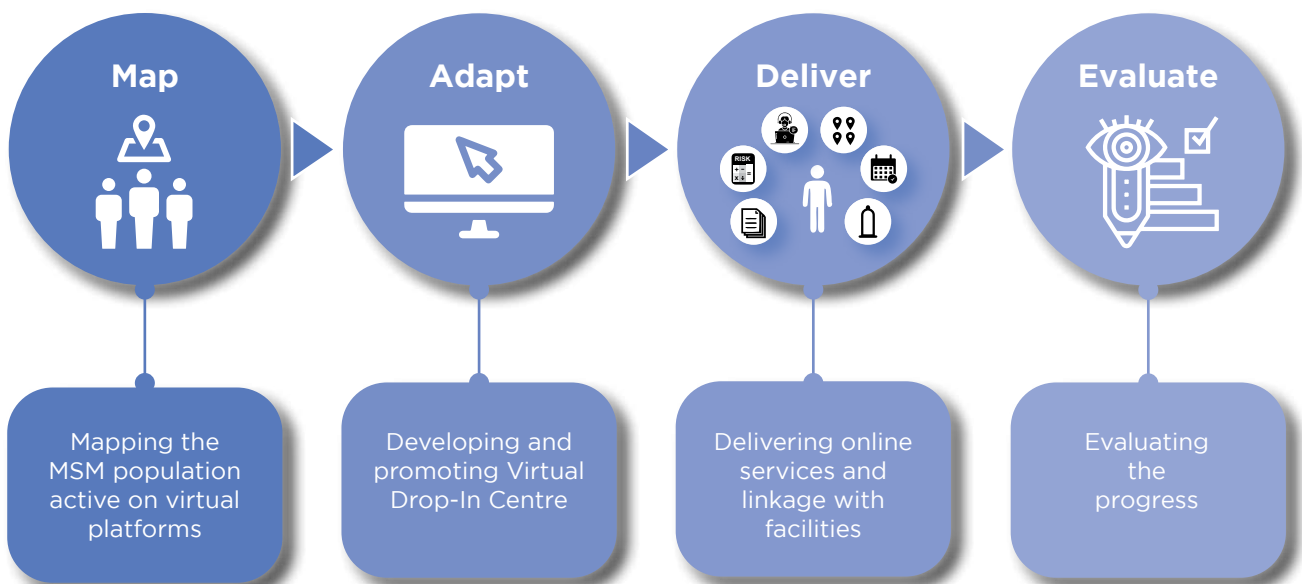 Map
Adapt
Deliver
Evaluate
RISK
Mapping the
MSM population
active on virtual
platforms
Developing and
promoting Virtual
Drop-In Centre
Delivering online
services and
linkage with
facilities
Evaluating
the
progress